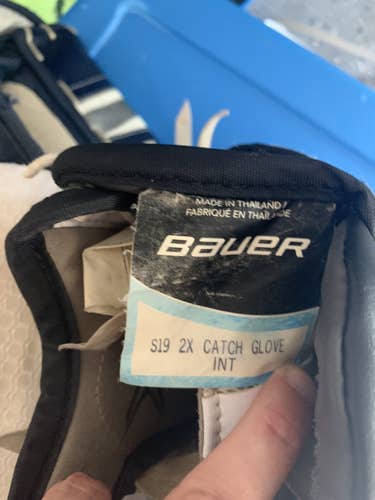 MADE IN THAILAND /
FABRIQUÉ EN THAÏLANDE
BAUER
S19 2X CATCH GLOVE
INT